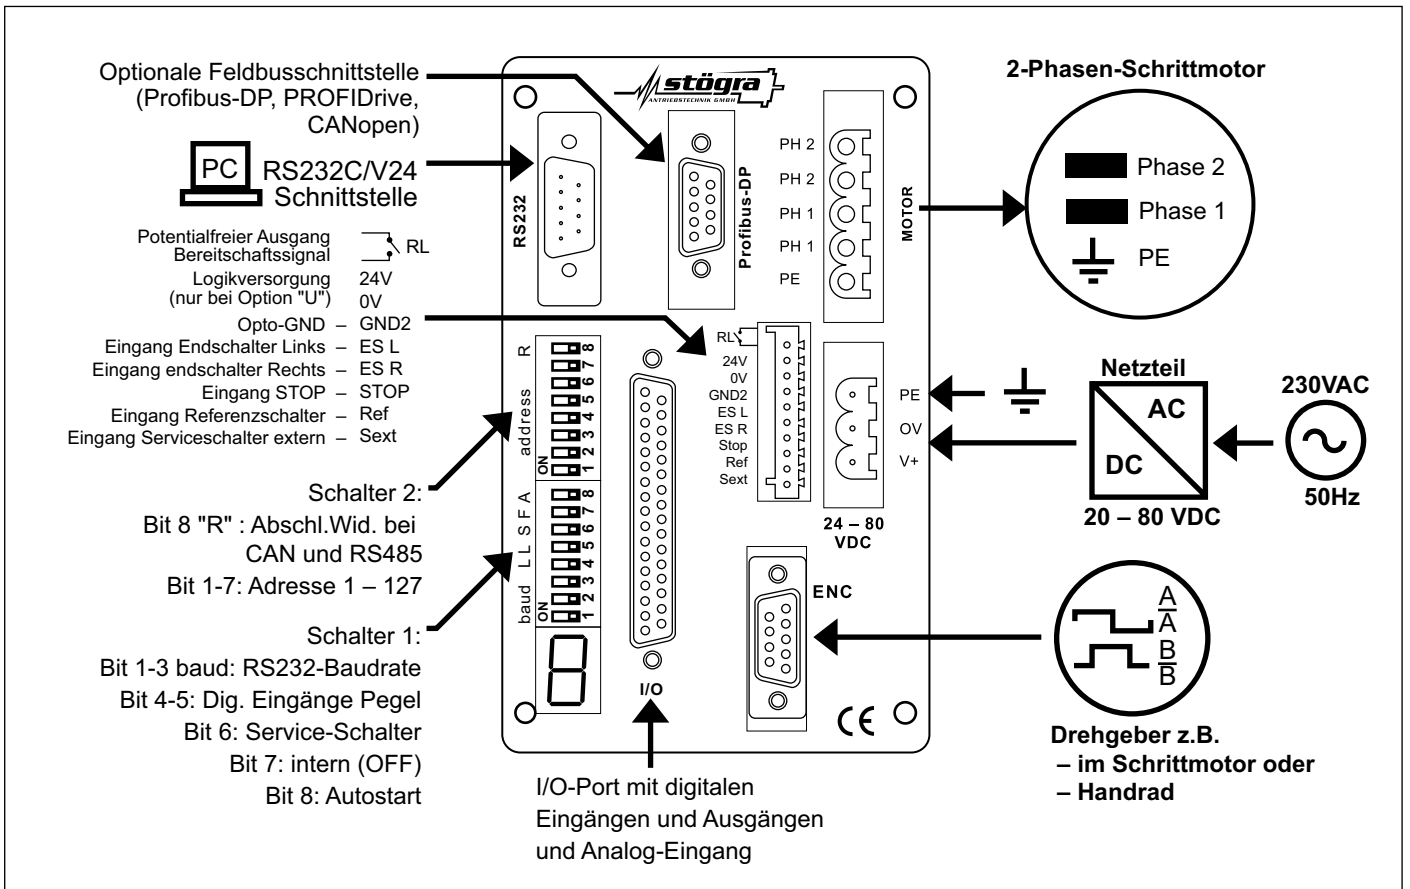 Optionale Feldbusschnittstelle
(Profibus-DP, PROFIDrive,
CANopen)
PC
RS232C/V24
Schnittstelle
Potentialfreier Ausgang
Bereitschaftssignal
RL
Logikversorgung
(nur bei Option "U")
24V
0V
Opto-GND – GND2
Eingang Endschalter Links – ES L
Eingang endschalter Rechts – ES R
Eingang STOP – STOP
Eingang Referenzschalter – Ref
Eingang Serviceschalter extern – Sext
Schalter 2:
Bit 8 "R" : Abschl.Wid. bei
CAN und RS485
Bit 1-7: Adresse 1 – 127
Schalter 1:
Bit 1-3 baud: RS232-Baudrate
Bit 4-5: Dig. Eingänge Pegel
Bit 6: Service-Schalter
Bit 7: intern (OFF)
Bit 8: Autostart
stögra
ANTRIEBSTECHNIK GMBH
RS232
Profibus-DP
PH 2
PH 2
PH 1
PH 1
PE
MOTOR
R
address
ON
1 2 3 4 5 6 7 8
baud L L S F A
ON
1 2 3 4 5 6 7 8
I/O
RL
24V
0V
GND2
ES L
ES R
Stop
Ref
Sext
PE
OV
V+
24 – 80
VDC
ENC
CE
I/O-Port mit digitalen
Eingängen und Ausgängen
und Analog-Eingang
2-Phasen-Schrittmotor
Phase 2
Phase 1
PE
Netzteil
AC
DC
20 – 80 VDC
230VAC
50Hz
A
A
B
B
Drehgeber z.B.
– im Schrittmotor oder
– Handrad